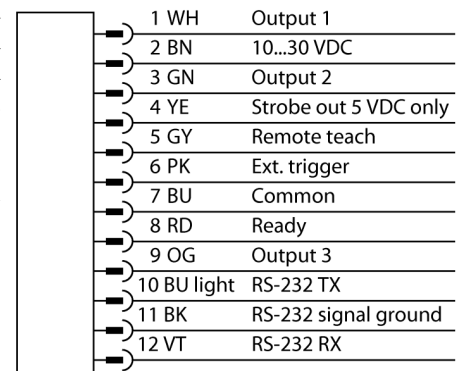 1 WH Output 1
2 BN 10...30 VDC
3 GN Output 2
4 YE Strobe out 5 VDC only
5 GY Remote teach
6 PK Ext. trigger
7 BU Common
8 RD Ready
9 OG Output 3
10 BU light RS-232 TX
11 BK RS-232 signal ground
12 VT RS-232 RX